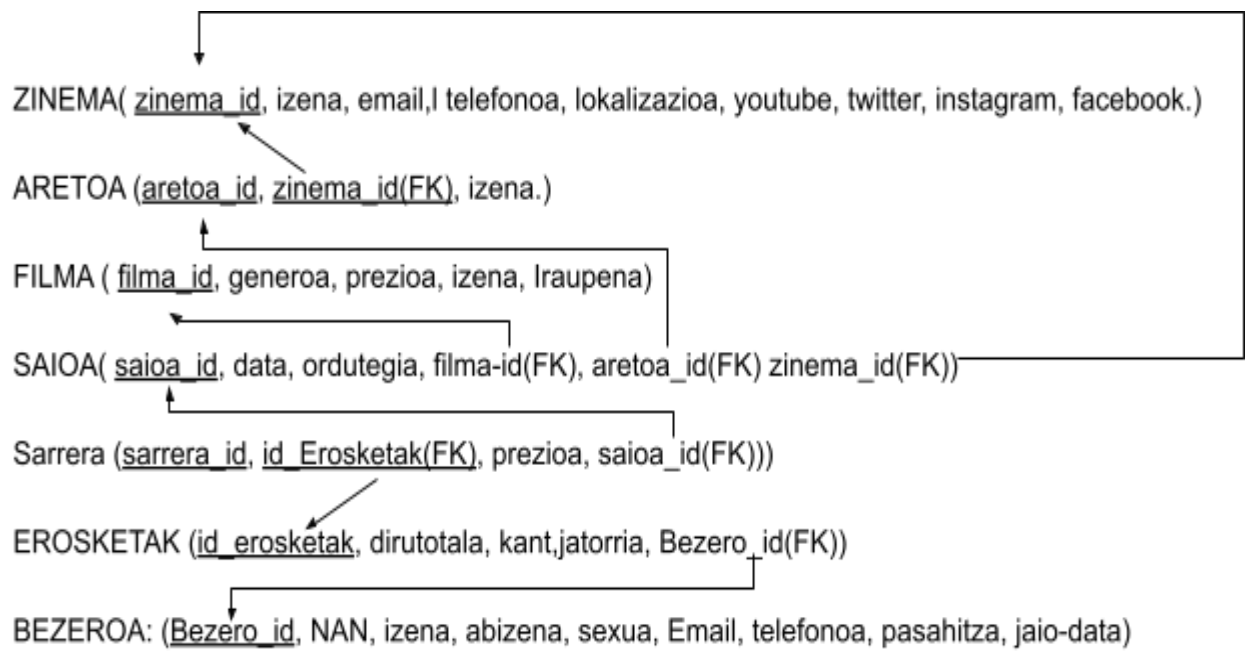 ZINEMA( zinema_id, izena, email,l telefonoa, lokalizazioa, youtube, twitter, instagram, facebook.)
ARETOA (aretoa_id, zinema_id(FK), izena.)
FILMA ( filma_id, generoa, prezioa, izena, Iraupena)
SAIOA( saioa_id, data, ordutegia, filma-id(FK), aretoa_id(FK) zinema_id(FK))
Sarrera (sarrera_id, id_Erosketak(FK), prezioa, saioa_id(FK)))
EROSKETAK (id_erosketak, dirutotala, kant,jatorria, Bezero_id(FK))
BEZEROA: (Bezero_id, NAN, izena, abizena, sexua, Email, telefonoa, pasahitza, jaio-data)